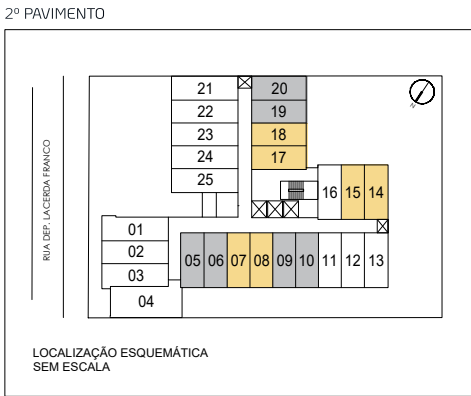 2º PAVIMENTO
21 20
22 19
23 18
24 17
25
16 15 14
N
RUA DEP. LACERDA FRANCO
01
02
03
04
05 06 07 08 09 10 11 12 13
LOCALIZAÇÃO ESQUEMÁTICA
SEM ESCALA